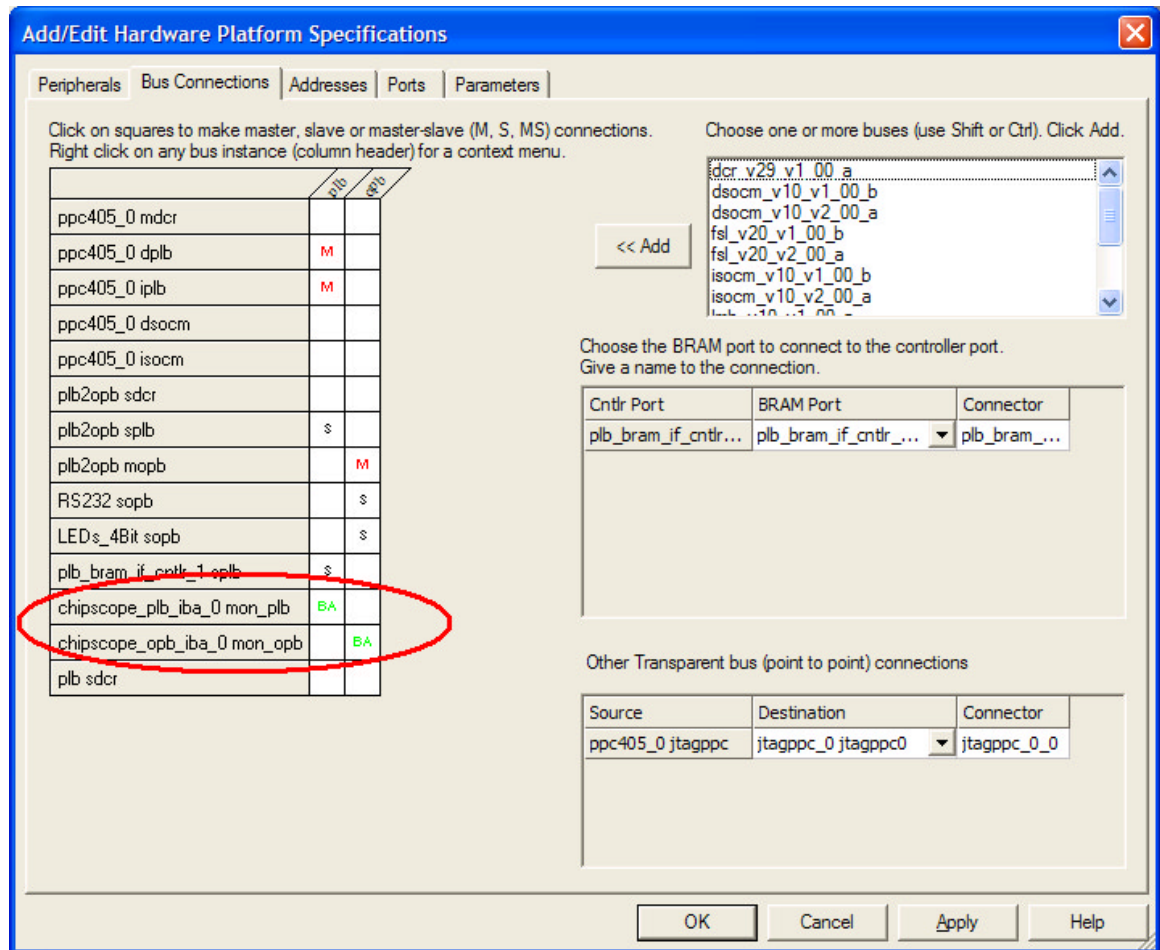 Add/Edit Hardware Platform Specifications
Peripherals
Bus Connections
Addresses
Ports
Parameters
Click on squares to make master, slave or master-slave (M, S, MS) connections.
Right click on any bus instance (column header) for a context menu.
plb
opb
ppc405_0 mdcr
ppc405_0 dplb M
ppc405_0 iplb M
ppc405_0 dsocm
ppc405_0 isocm
plb2opb sdcr
plb2opb splb S
plb2opb mopb M
RS232 sopb S
LEDs_4Bit sopb S
plb_bram_if_cntlr_1 splb S
chipscope_plb_iba_0 mon_plb BA
chipscope_opb_iba_0 mon_opb BA
plb sdcr
Choose one or more buses (use Shift or Ctrl). Click Add.
<< Add
dcr_v29_v1_00_a
dsocm_v10_v1_00_b
dsocm_v10_v2_00_a
fsl_v20_v1_00_b
fsl_v20_v2_00_a
isocm_v10_v1_00_b
isocm_v10_v2_00_a
Choose the BRAM port to connect to the controller port.
Give a name to the connection.
Cntlr Port BRAM Port Connector
plb_bram_if_cntlr... plb_bram_if_cntlr_... plb_bram_...
Other Transparent bus (point to point) connections
Source Destination Connector
ppc405_0 jtagppc jtagppc_0 jtagppc0 jtagppc_0_0
OK
Cancel
Apply
Help